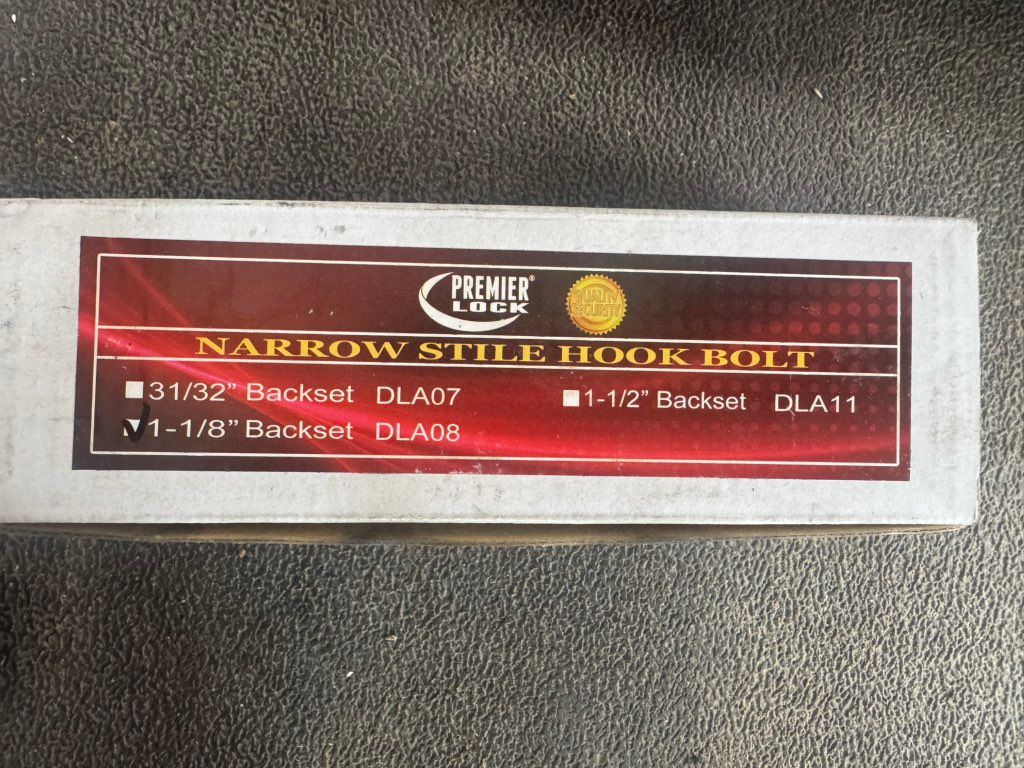 PREMIER®
LOCK
QUALITY
SECURITY
NARROW STILE HOOK BOLT
31/32” Backset DLA07
1-1/8” Backset DLA08
1-1/2” Backset DLA11